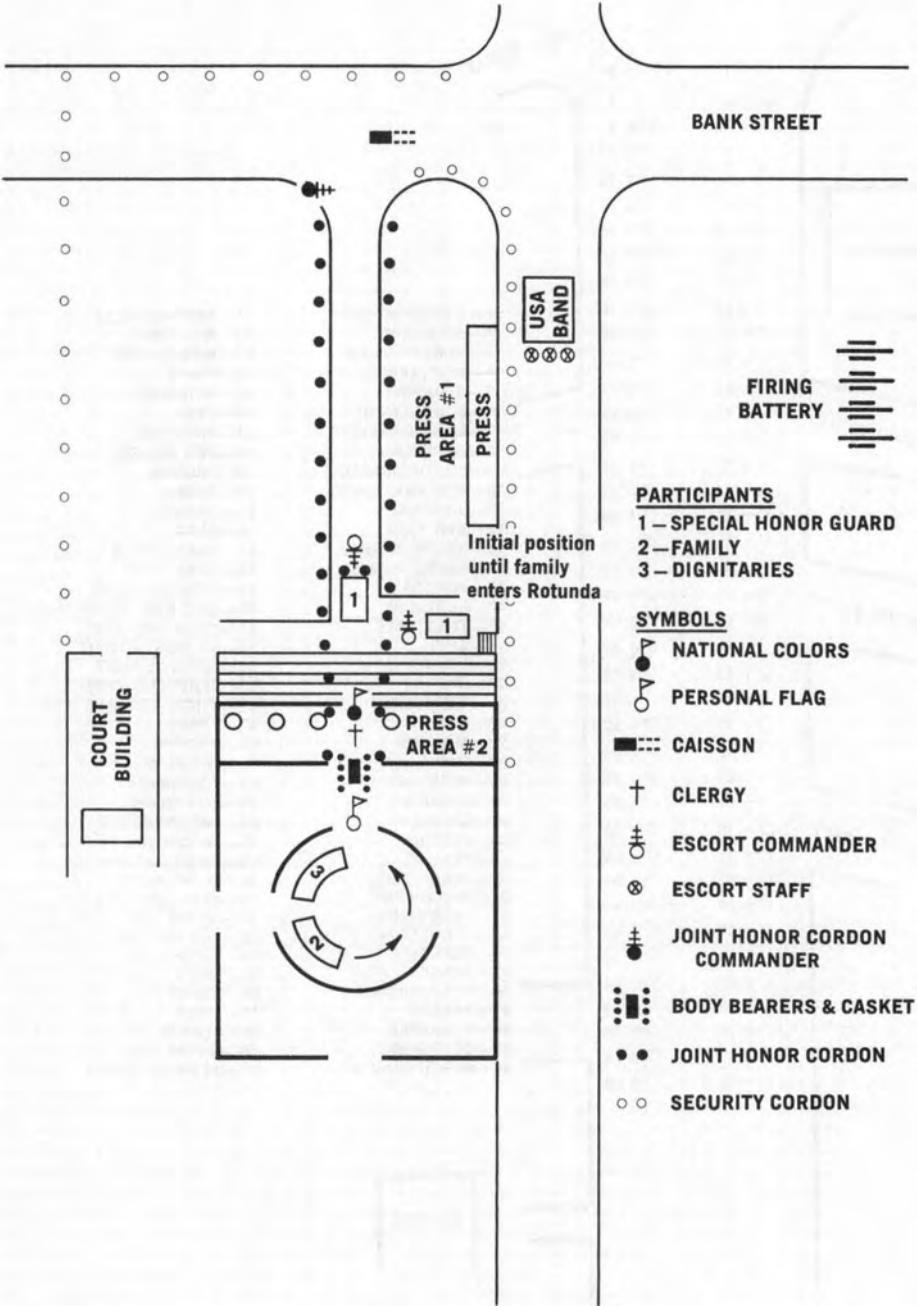 BANK STREET
USA
BAND
PRESS
AREA #1
PRESS
FIRING
BATTERY
Initial position
until family
enters Rotunda
1
1
PARTICIPANTS
1 – SPECIAL HONOR GUARD
2 – FAMILY
3 – DIGNITARIES
SYMBOLS
NATIONAL COLORS
PERSONAL FLAG
CAISSON
CLERGY
ESCORT COMMANDER
ESCORT STAFF
JOINT HONOR CORDON
COMMANDER
BODY BEARERS & CASKET
JOINT HONOR CORDON
SECURITY CORDON
COURT
BUILDING
PRESS
AREA #2
3
2